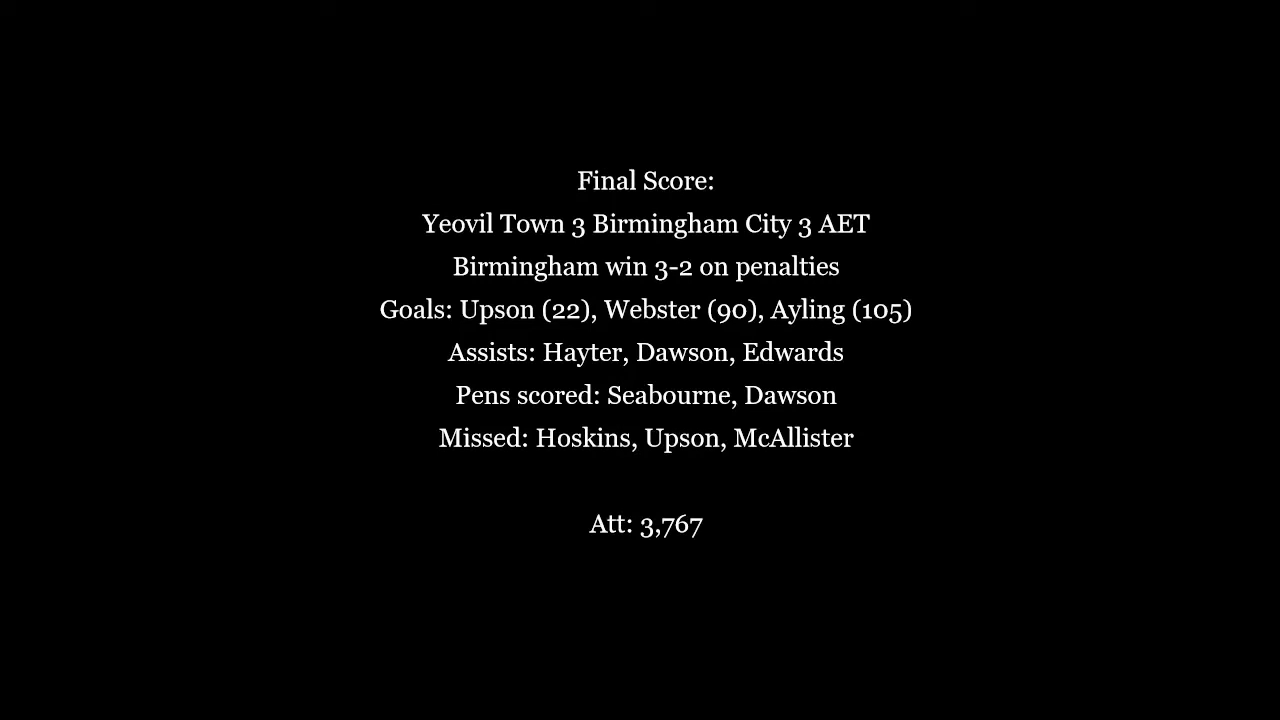 Final Score:
Yeovil Town 3 Birmingham City 3 AET
Birmingham win 3-2 on penalties
Goals: Upson (22), Webster (90), Ayling (105)
Assists: Hayter, Dawson, Edwards
Pens scored: Seabourne, Dawson
Missed: Hoskins, Upson, McAllister
Att: 3,767